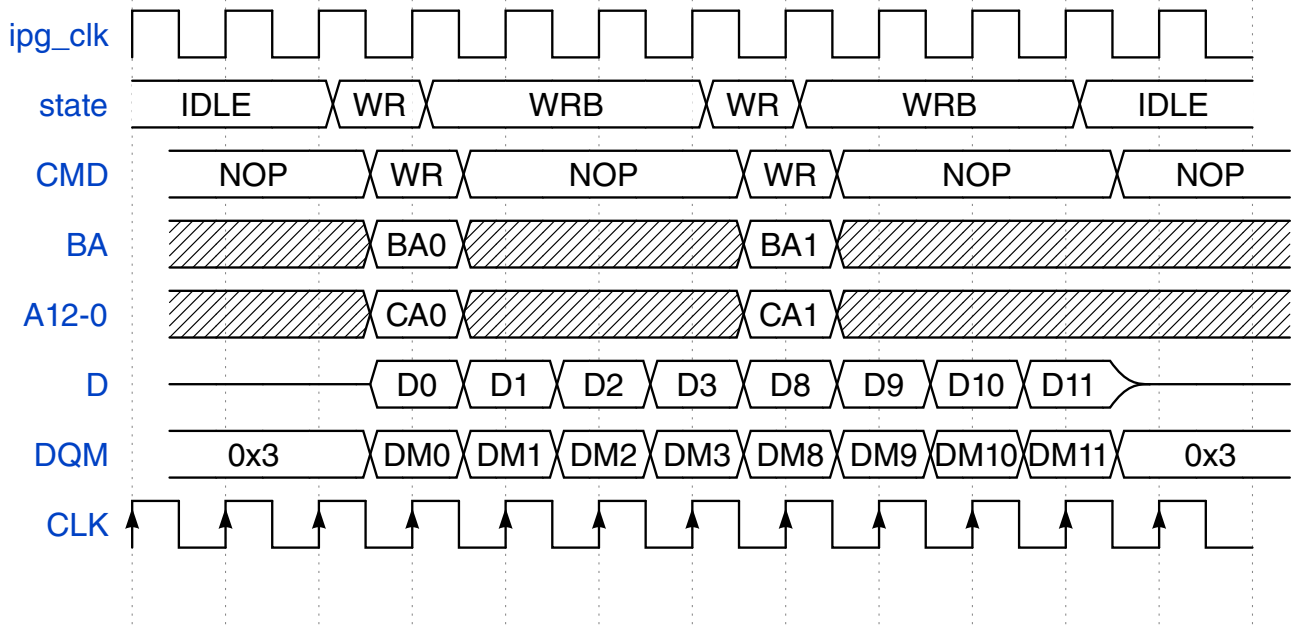 ipg_clk
state IDLE WR WRB WR WRB IDLE
CMD NOP WR NOP WR NOP NOP
BA BA0 BA1
A12-0 CA0 CA1
D D0 D1 D2 D3 D8 D9 D10 D11
DQM 0x3 DM0 DM1 DM2 DM3 DM8 DM9 DM10 DM11 0x3
CLK